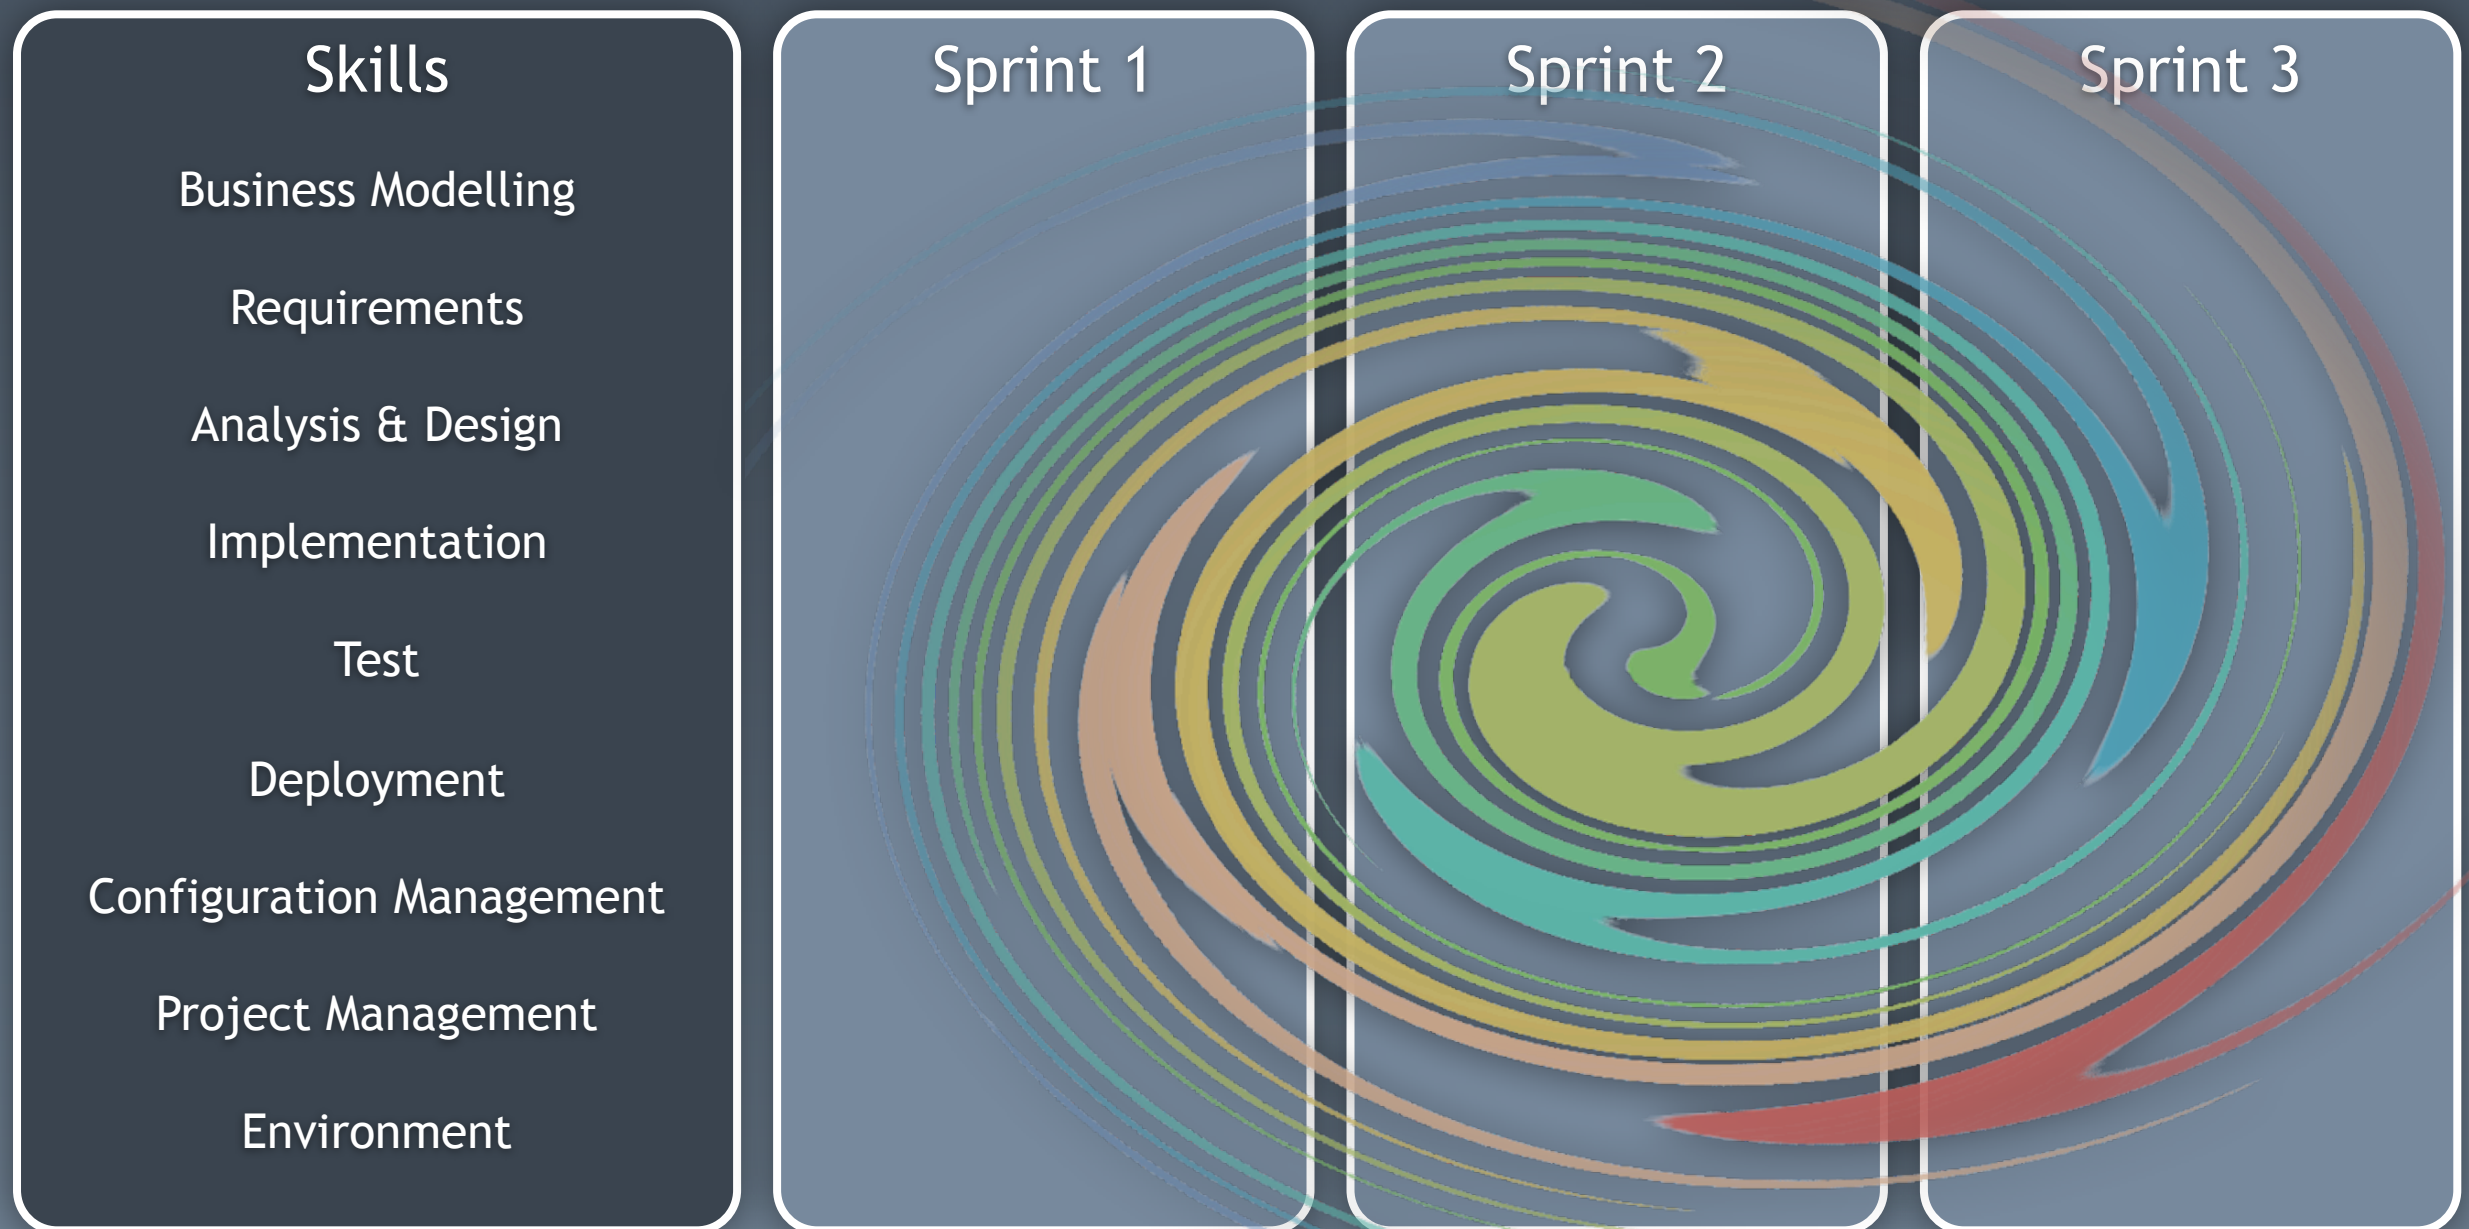 Skills
Business Modelling
Requirements
Analysis & Design
Implementation
Test
Deployment
Configuration Management
Project Management
Environment
Sprint 1
Sprint 2
Sprint 3